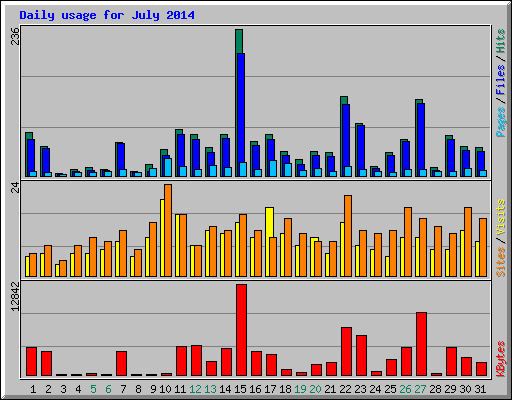 Daily usage for July 2014
236
Pages / Files / Hits
24
Sites / Visits
12842
KBytes
1 2 3 4 5 6 7 8 9 10 11 12 13 14 15 16 17 18 19 20 21 22 23 24 25 26 27 28 29 30 31